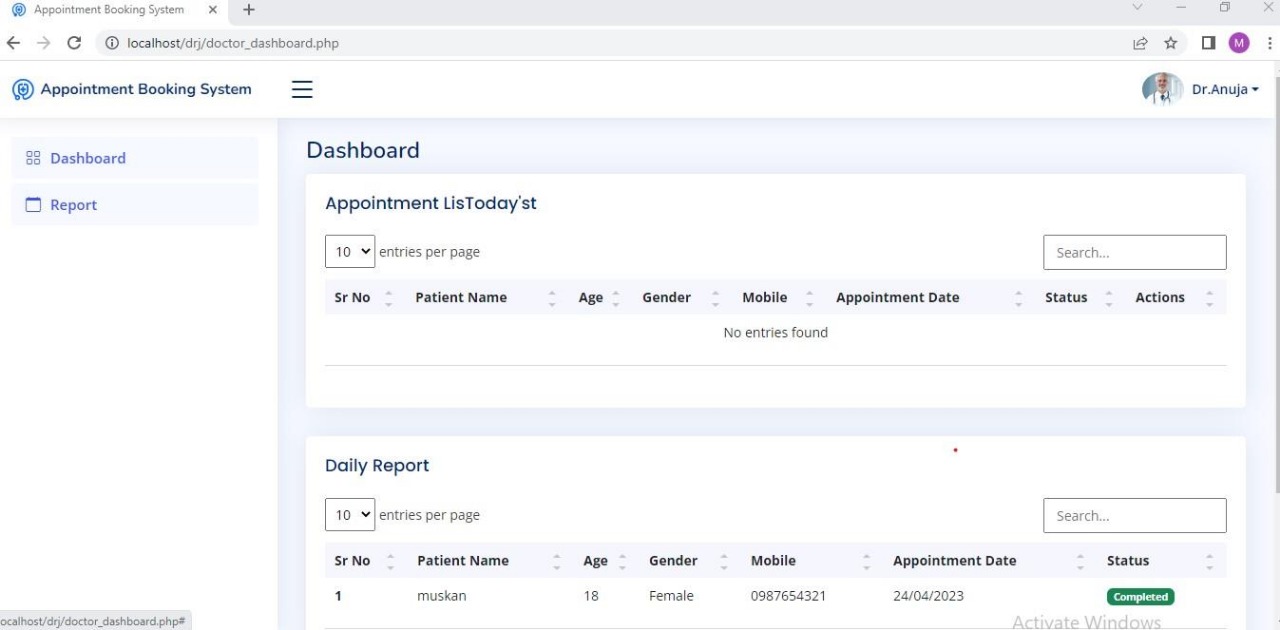 Appointment Booking System
localhost/drj/doctor_dashboard.php
M
Appointment Booking System
Dr.Anuja
Dashboard
Report
Dashboard
Appointment LisToday'st
10 entries per page
Search...
Sr No Patient Name Age Gender Mobile Appointment Date Status Actions
No entries found
Daily Report
10 entries per page
Search...
Sr No Patient Name Age Gender Mobile Appointment Date Status
1 muskan 18 Female 0987654321 24/04/2023 Completed
Activate Windows
ocalhost/drj/doctor_dashboard.php#